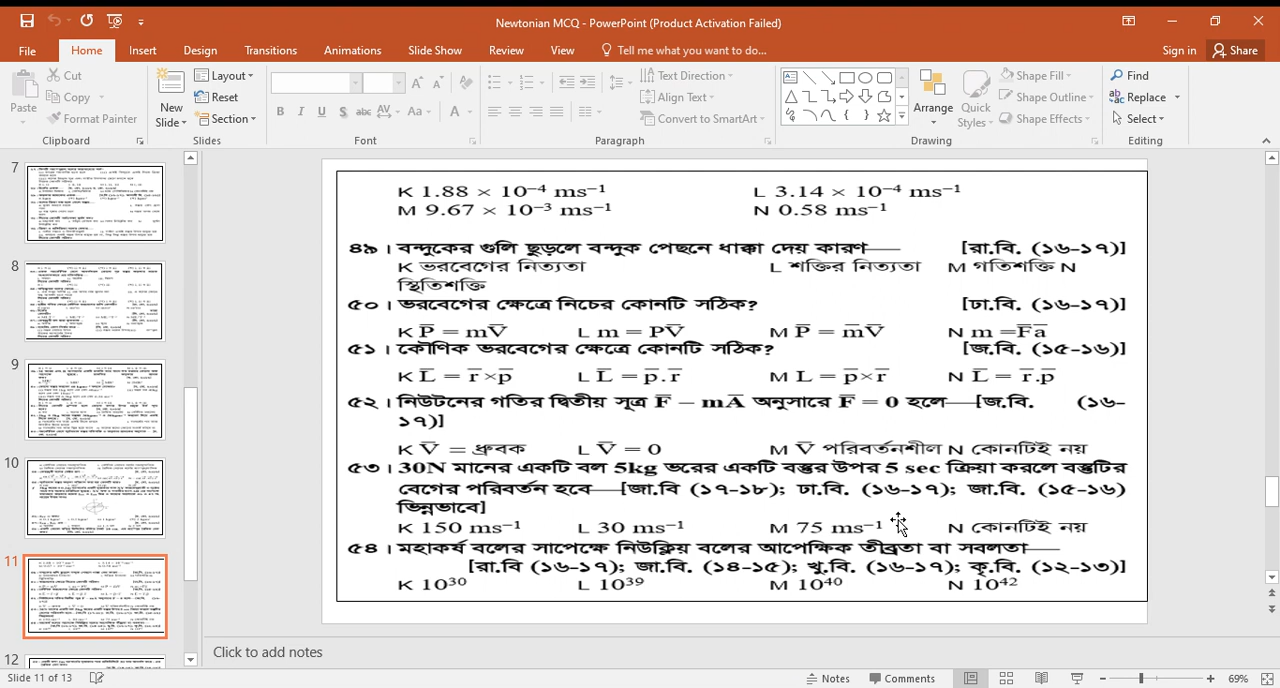 Newtonian MCQ - PowerPoint (Product Activation Failed)
File Home Insert Design Transitions Animations Slide Show Review View Tell me what you want to do... Sign in Share
Cut
Copy
Format Painter
Paste
Clipboard
New Slide
Layout
Reset
Section
Slides
Font
Text Direction
Align Text
Convert to SmartArt
Paragraph
Arrange
Quick Styles
Shape Fill
Shape Outline
Shape Effects
Drawing
Find
Replace
Select
Editing
7
8
9
10
11
12
K 1.88 × 10⁻⁴ ms⁻¹ L 3.14 × 10⁻⁴ ms⁻¹
M 9.67 × 10⁻³ ms⁻¹ N 0.58 ms⁻¹
৪৯। বন্দুকের গুলি ছুড়লে বন্দুক পেছনে ধাক্কা দেয় কারণ— [রা.বি. (১৬-১৭)]
K ভরবেগের নিত্যতা L শক্তির নিত্যতা M গতিশক্তি N
স্থিতিশক্তি
৫০। ভরবেগের ক্ষেত্রে নিচের কোনটি সঠিক? [ঢা.বি. (১৬-১৭)]
K P̅ = mV̅ L m = PV̅ M P̅ = m̅V̅ N m =F̅a̅
৫১। কৌণিক ভরবেগের ক্ষেত্রে কোনটি সঠিক? [জ.বি. (১৫-১৬)]
K L̅ = r̅×p̅ L L̅ = p̅.r̅ M L̅ = p̅×r̅ N L̅ = r̅.p̅
৫২। নিউটনের গতির দ্বিতীয় সূত্র F = mA অনুসারে F = 0 হলে—[জ.বি. (১৬-
১৭)]
K V̅ = ধ্রুবক L V̅ = 0 M V̅ পরিবর্তনশীল N কোনটিই নয়
৫৩। 30N মানের একটি বল 5kg ভরের একটি বস্তুর উপর 5 sec ক্রিয়া করলে বস্তুটির
বেগের পরিবর্তন হবে—[জা.বি (১৭-১৮); ঢা.বি. (১৬-১৭); জা.বি. (১৫-১৬)
ভিন্নভাবে]
K 150 ms⁻¹ L 30 ms⁻¹ M 75 ms⁻¹ N কোনটিই নয়
৫৪। মহাকর্ষ বলের সাপেক্ষে নিউক্লিয় বলের আপেক্ষিক তীব্রতা বা সবলতা—
[রা.বি (১৬-১৭); জা.বি. (১৪-১৫); খু.বি. (১৬-১৭); কৃ.বি. (১২-১৩)]
K 10³⁰ L 10³⁹ M 10⁴⁰ N 10⁴²
Click to add notes
Slide 11 of 13 Notes Comments 69%